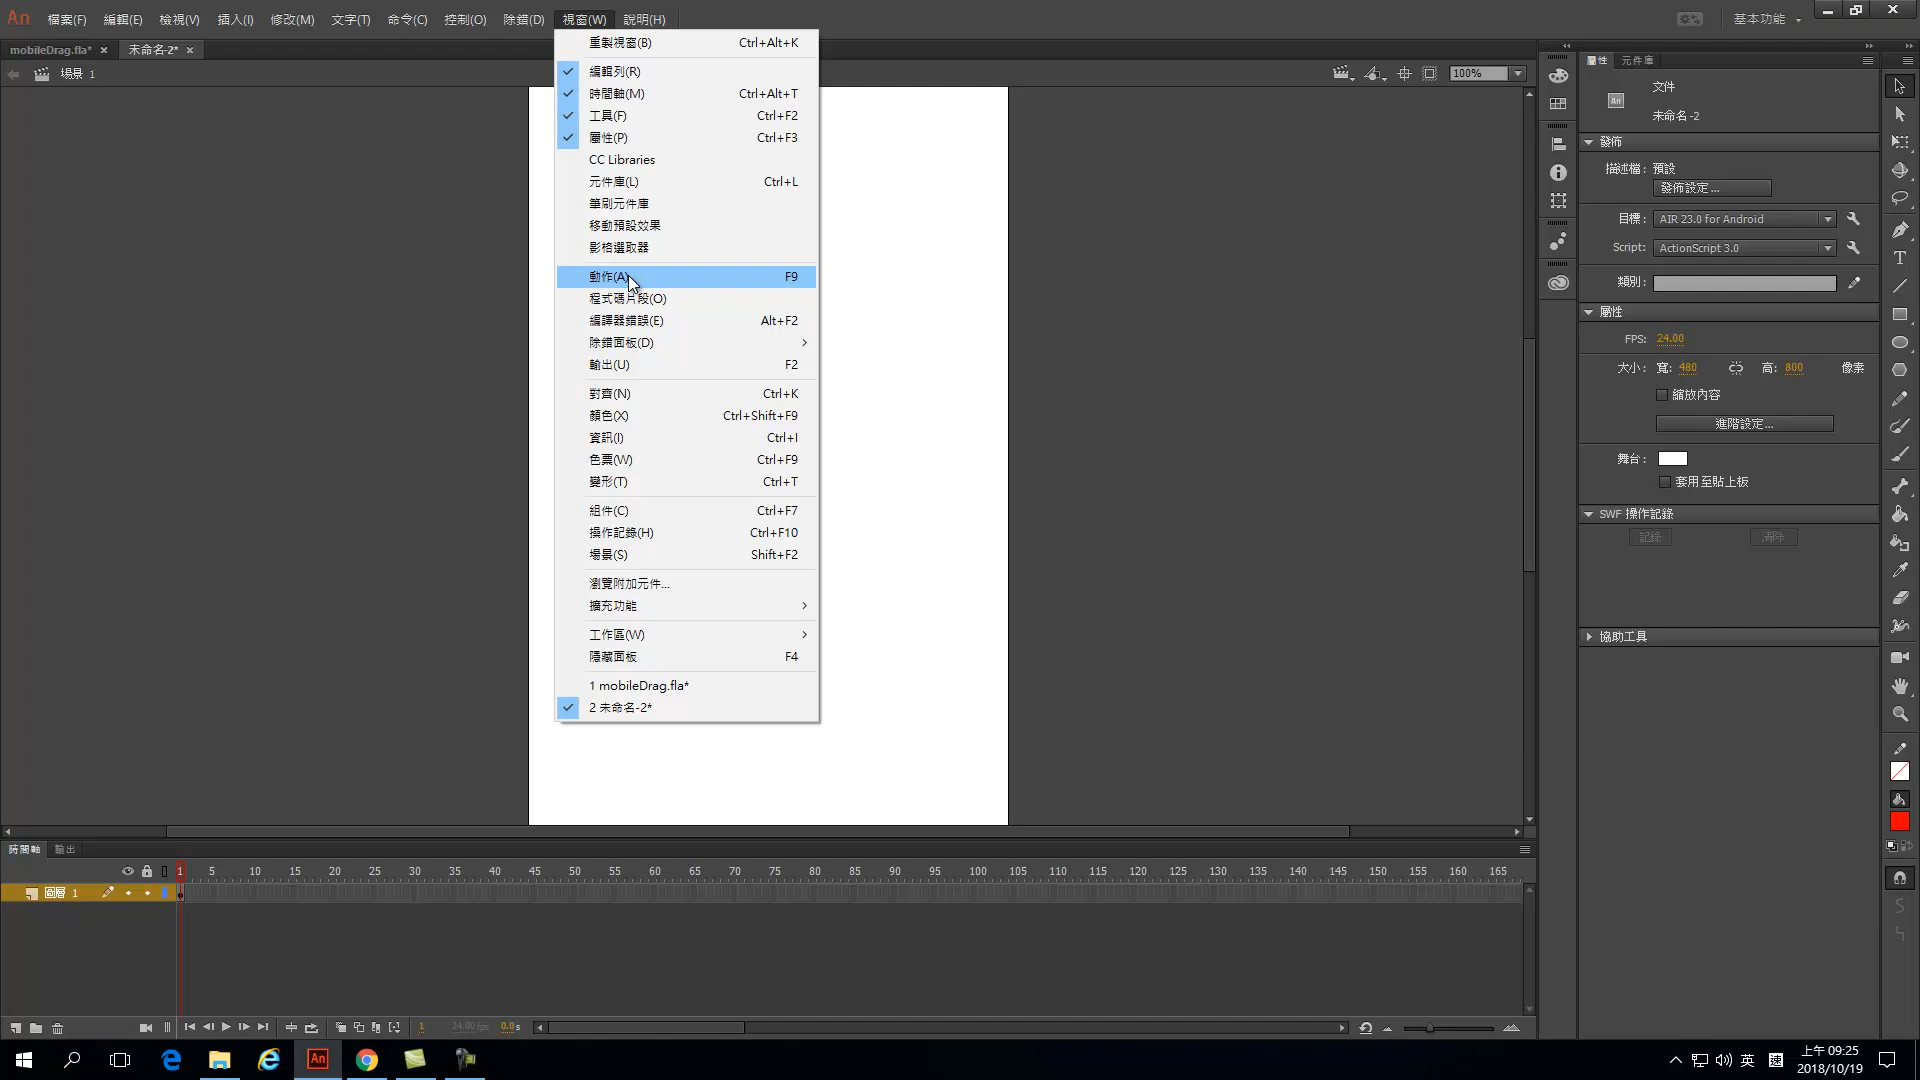 An 檔案(F) 編輯(E) 檢視(V) 插入(I) 修改(M) 文字(T) 命令(C) 控制(O) 除錯(D) 視窗(W) 說明(H) 基本功能
mobileDrag.fla* × 未命名-2* ×
場景 1
100%
重製視窗(B) Ctrl+Alt+K
編輯列(R)
時間軸(M) Ctrl+Alt+T
工具(F) Ctrl+F2
屬性(P) Ctrl+F3
CC Libraries
元件庫(L) Ctrl+L
筆刷元件庫
移動預設效果
影格選取器
動作(A) F9
程式碼片段(O)
編譯器錯誤(E) Alt+F2
除錯面板(D)
輸出(U) F2
對齊(N) Ctrl+K
顏色(X) Ctrl+Shift+F9
資訊(I) Ctrl+I
色票(W) Ctrl+F9
變形(T) Ctrl+T
組件(C) Ctrl+F7
操作記錄(H) Ctrl+F10
場景(S) Shift+F2
瀏覽附加元件...
擴充功能
工作區(W)
隱藏面板 F4
1 mobileDrag.fla*
2 未命名-2*
屬性 元件庫
文件
An
未命名-2
發佈
描述檔: 預設
發佈設定...
目標: AIR 23.0 for Android
Script: ActionScript 3.0
類別:
屬性
FPS: 24.00
大小: 寬: 480 高: 800 像素
縮放內容
進階設定...
舞台:
套用至貼上板
SWF 操作記錄
記錄 清除
協助工具
時間軸 輸出
1 5 10 15 20 25 30 35 40 45 50 55 60 65 70 75 80 85 90 95 100 105 110 115 120 125 130 135 140 145 150 155 160 165
圖層 1
1 24.00 fps 0.0 s
An 英 上午 09:25
2018/10/19